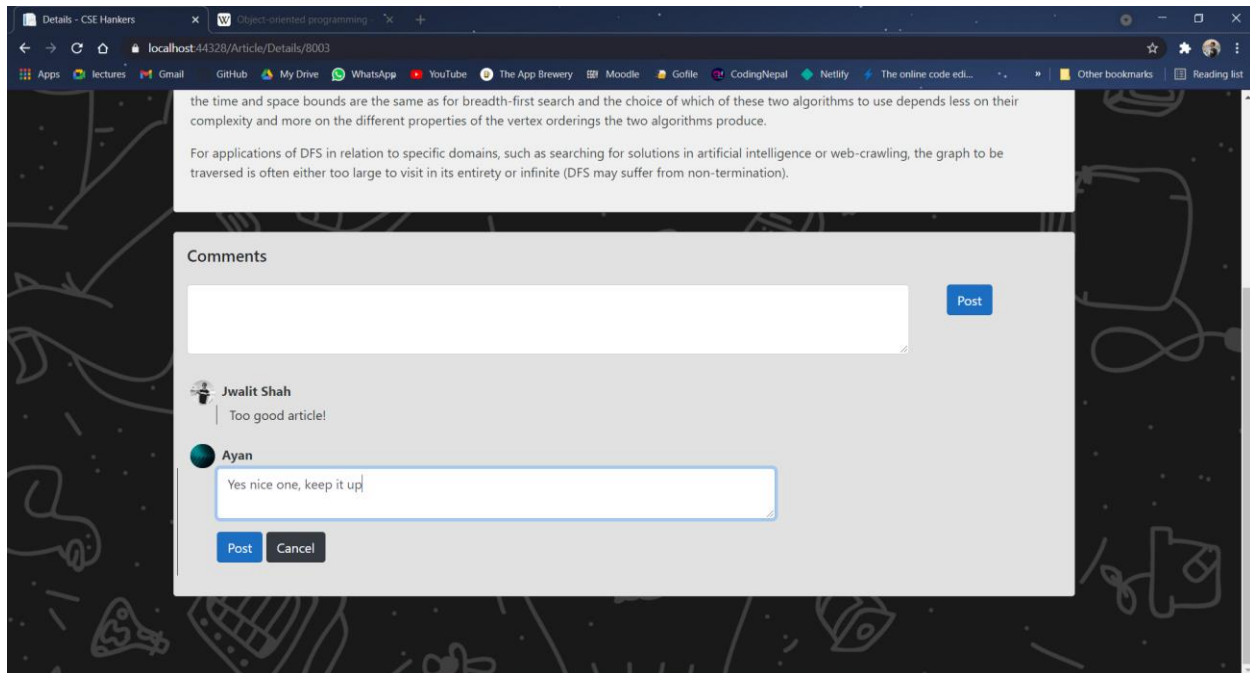 Details - CSE Hankers
W Object-oriented programming -
localhost:44328/Article/Details/8003
Apps lectures Gmail GitHub My Drive WhatsApp YouTube The App Brewery Moodle Gofile CodingNepal Netlify The online code edi... » Other bookmarks Reading list
the time and space bounds are the same as for breadth-first search and the choice of which of these two algorithms to use depends less on their
complexity and more on the different properties of the vertex orderings the two algorithms produce.
For applications of DFS in relation to specific domains, such as searching for solutions in artificial intelligence or web-crawling, the graph to be
traversed is often either too large to visit in its entirety or infinite (DFS may suffer from non-termination).
Comments
Post
Jwalit Shah
Too good article!
Ayan
Yes nice one, keep it up
Post Cancel